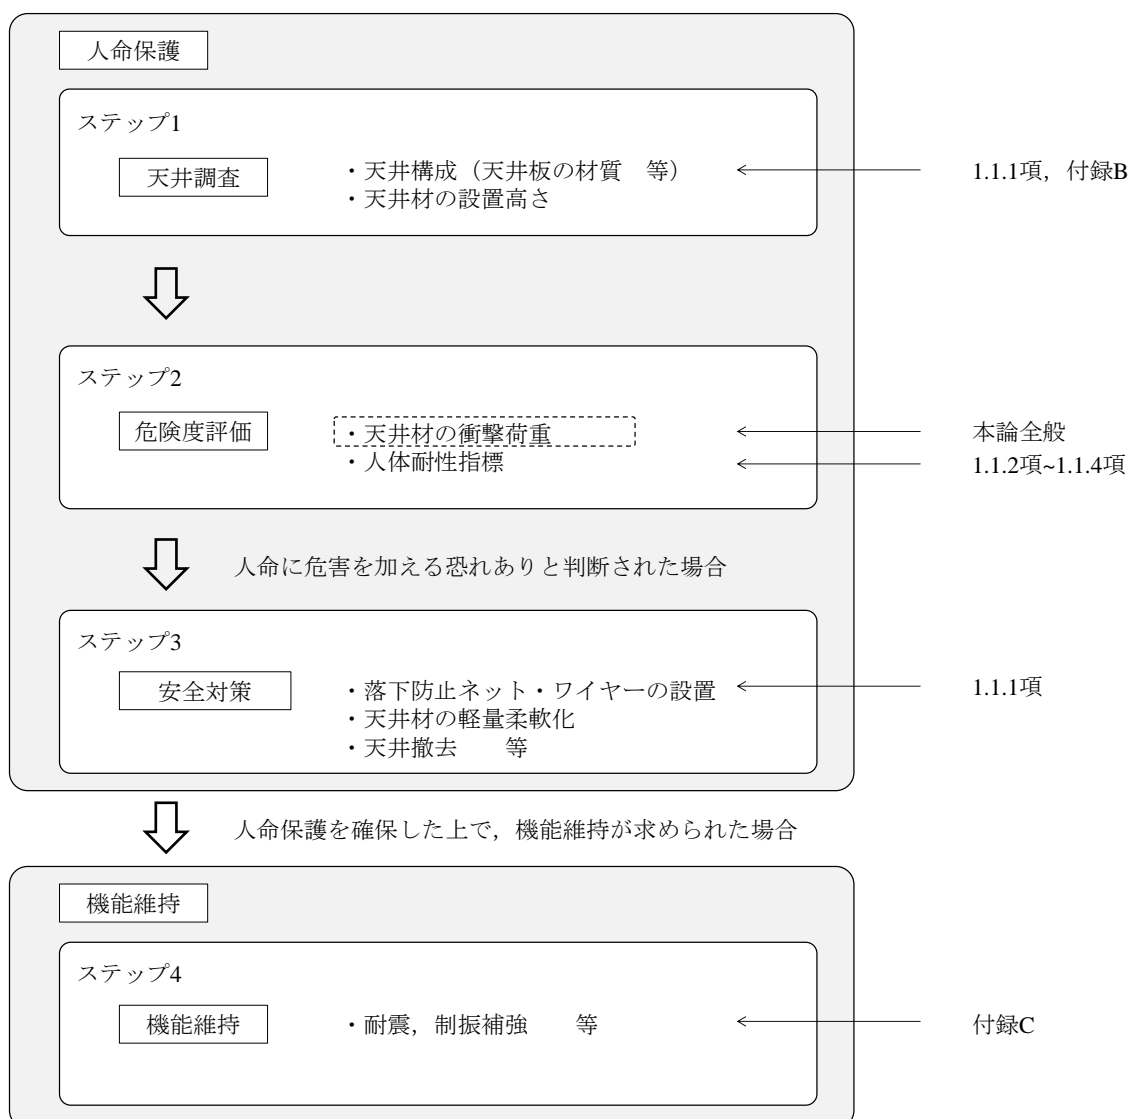 人命保護
ステップ1
天井調査
・天井構成（天井板の材質　等）
・天井材の設置高さ
1.1.1項，付録B
ステップ2
危険度評価
・天井材の衝撃荷重
・人体耐性指標
本論全般
1.1.2項~1.1.4項
人命に危害を加える恐れありと判断された場合
ステップ3
安全対策
・落下防止ネット・ワイヤーの設置
・天井材の軽量柔軟化
・天井撤去　　等
1.1.1項
人命保護を確保した上で，機能維持が求められた場合
機能維持
ステップ4
機能維持
・耐震，制振補強　　等
付録C